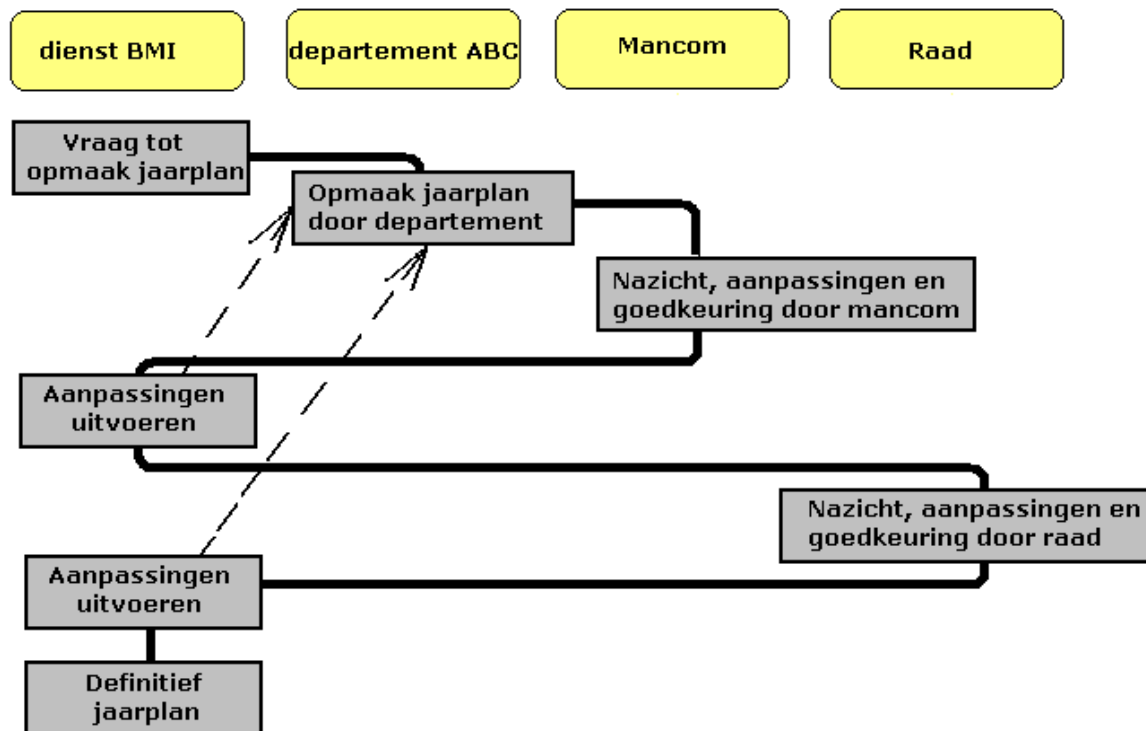 dienst BMI
departement ABC
Mancom
Raad
Vraag tot
opmaak jaarplan
Opmaak jaarplan
door departement
Nazicht, aanpassingen en
goedkeuring door mancom
Aanpassingen
uitvoeren
Nazicht, aanpassingen en
goedkeuring door raad
Aanpassingen
uitvoeren
Definitief
jaarplan